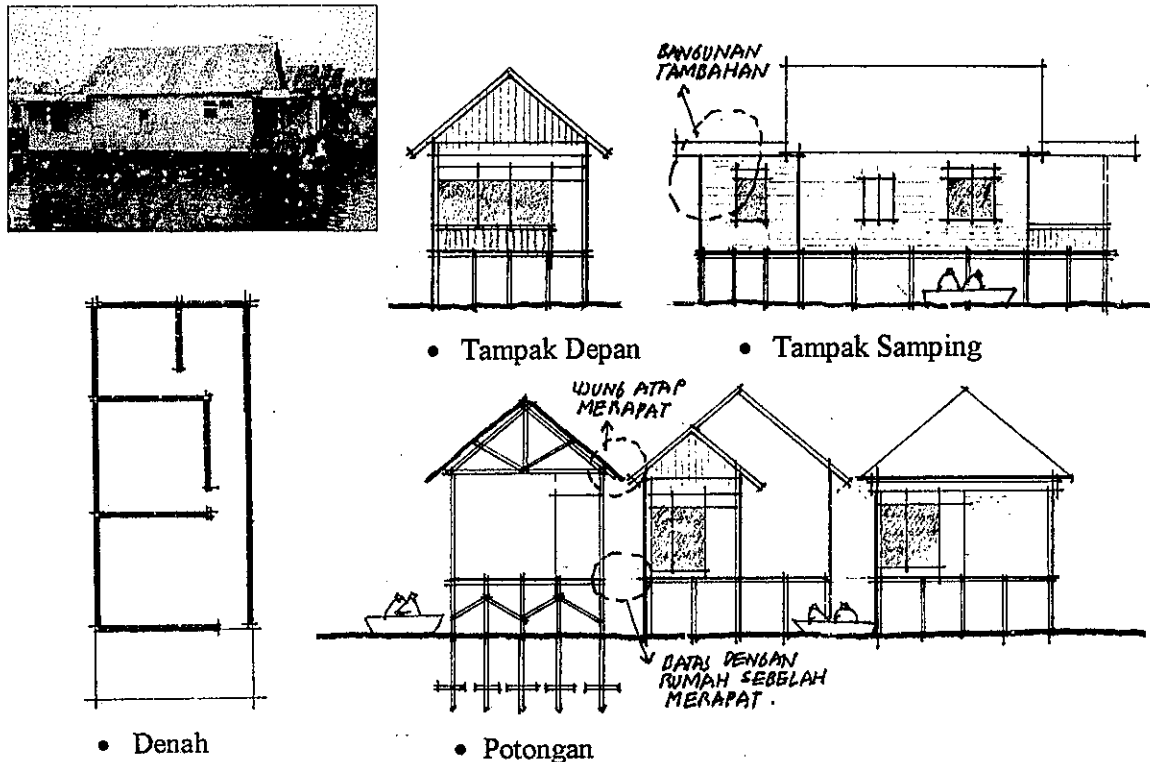 BANGUNAN
TAMBAHAN
• Tampak Depan
• Tampak Samping
UJUNG ATAP
MERAPAT
BATAS DENGAN
RUMAH SEBELAH
MERAPAT.
• Denah
• Potongan